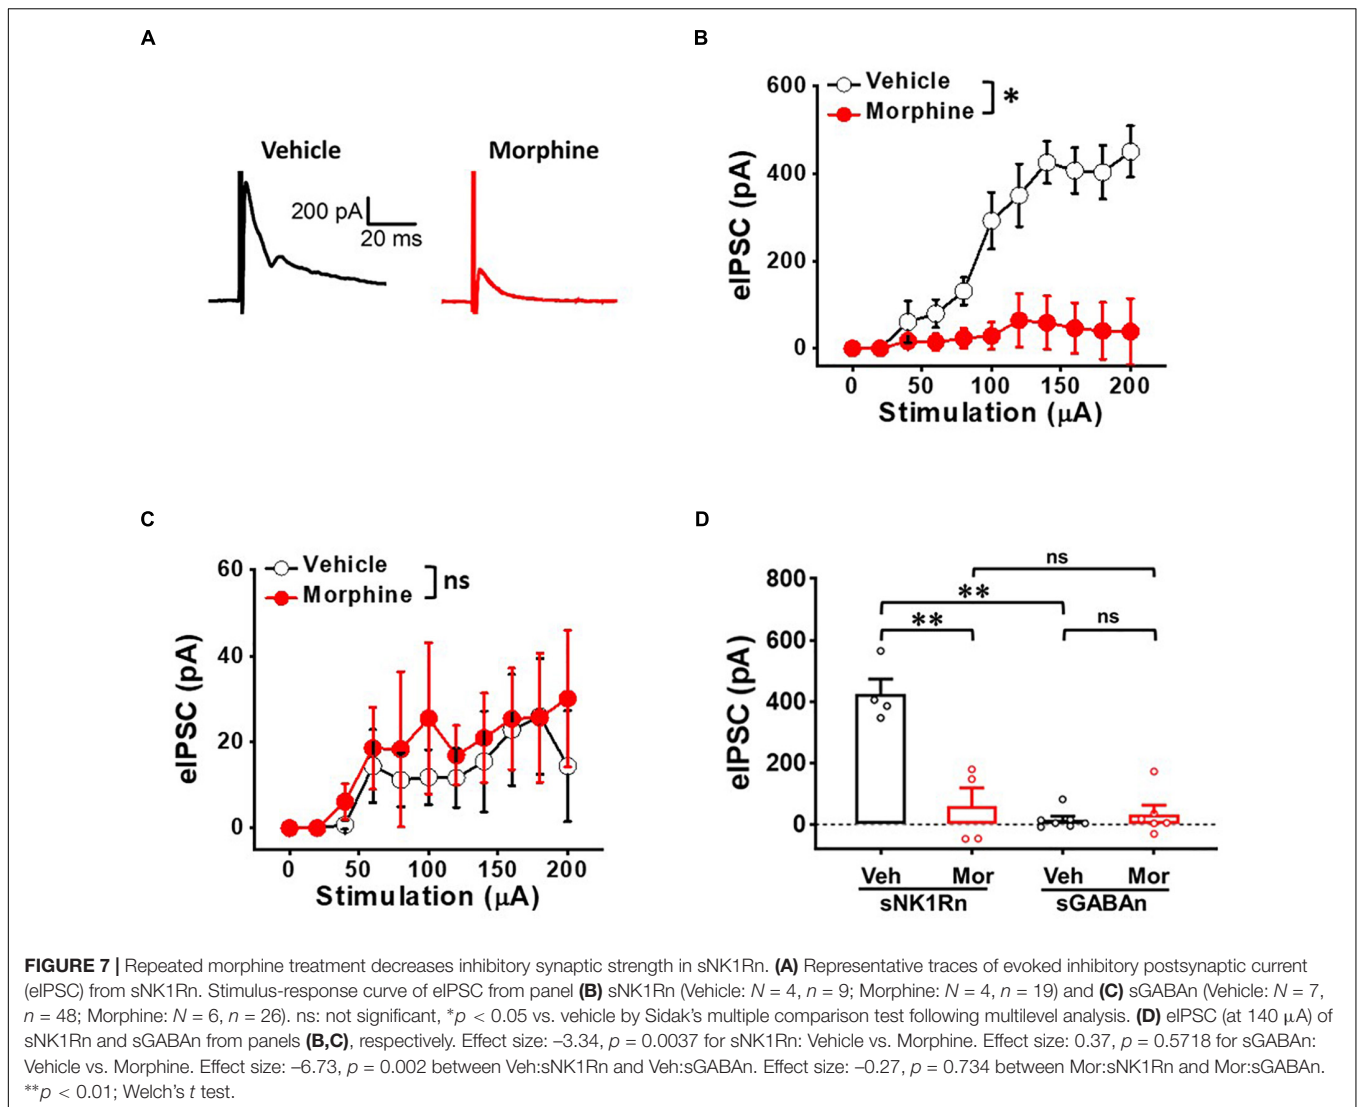 A
Vehicle
Morphine
200 pA
20 ms
B
Vehicle
Morphine
*
600
400
200
0
eIPSC (pA)
0 50 100 150 200
Stimulation (µA)
C
Vehicle
Morphine
ns
60
40
20
0
eIPSC (pA)
0 50 100 150 200
Stimulation (µA)
D
ns
**
**
ns
800
600
400
200
0
eIPSC (pA)
Veh Mor Veh Mor
sNK1Rn sGABAn
FIGURE 7 | Repeated morphine treatment decreases inhibitory synaptic strength in sNK1Rn. (A) Representative traces of evoked inhibitory postsynaptic current
(eIPSC) from sNK1Rn. Stimulus-response curve of eIPSC from panel (B) sNK1Rn (Vehicle: N = 4, n = 9; Morphine: N = 4, n = 19) and (C) sGABAn (Vehicle: N = 7,
n = 48; Morphine: N = 6, n = 26). ns: not significant, *p < 0.05 vs. vehicle by Sidak's multiple comparison test following multilevel analysis. (D) eIPSC (at 140 µA) of
sNK1Rn and sGABAn from panels (B,C), respectively. Effect size: –3.34, p = 0.0037 for sNK1Rn: Vehicle vs. Morphine. Effect size: 0.37, p = 0.5718 for sGABAn:
Vehicle vs. Morphine. Effect size: –6.73, p = 0.002 between Veh:sNK1Rn and Veh:sGABAn. Effect size: –0.27, p = 0.734 between Mor:sNK1Rn and Mor:sGABAn.
**p < 0.01; Welch's t test.